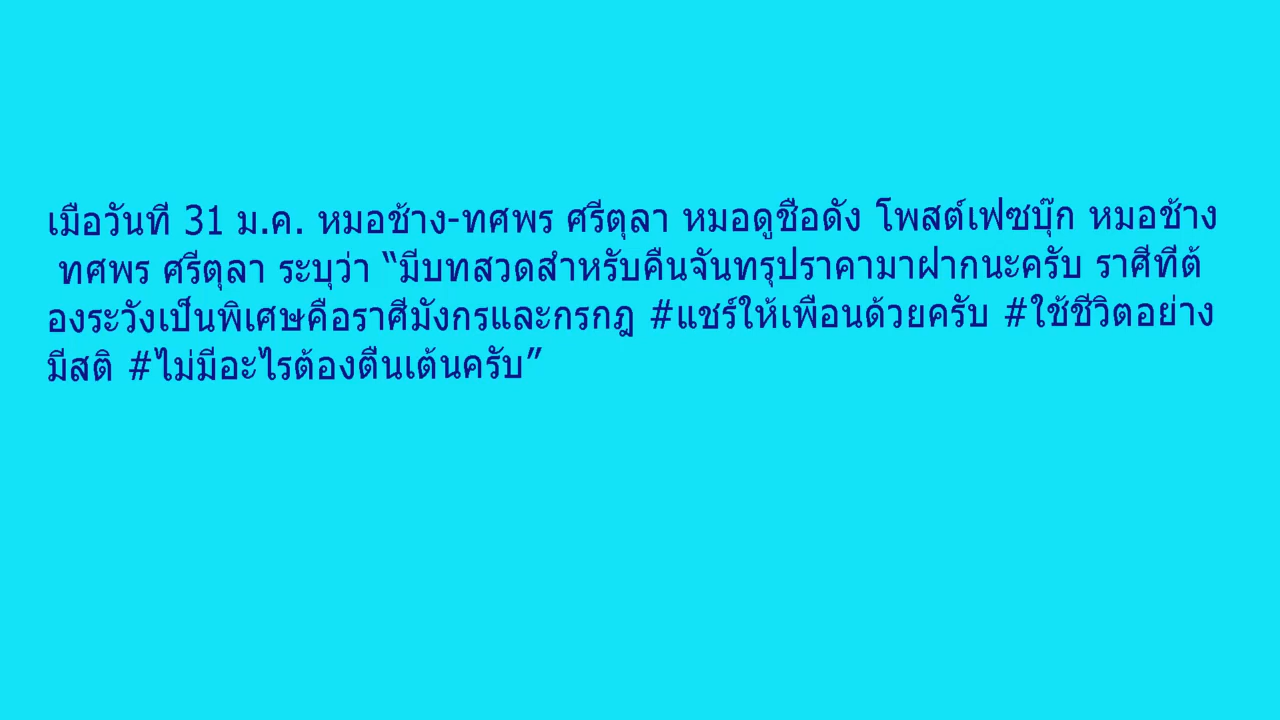 เมื่อวันที่ 31 ม.ค. หมอช้าง-ทศพร ศรีตุลา หมอดูชื่อดัง โพสต์เฟซบุ๊ก หมอช้าง
ทศพร ศรีตุลา ระบุว่า “มีบทสวดสำหรับคืนจันทรุปราคามาฝากนะครับ ราศีที่ต้
องระวังเป็นพิเศษคือราศีมังกรและกรกฎ #แชร์ให้เพื่อนด้วยครับ #ใช้ชีวิตอย่าง
มีสติ #ไม่มีอะไรต้องตื่นเต้นครับ”